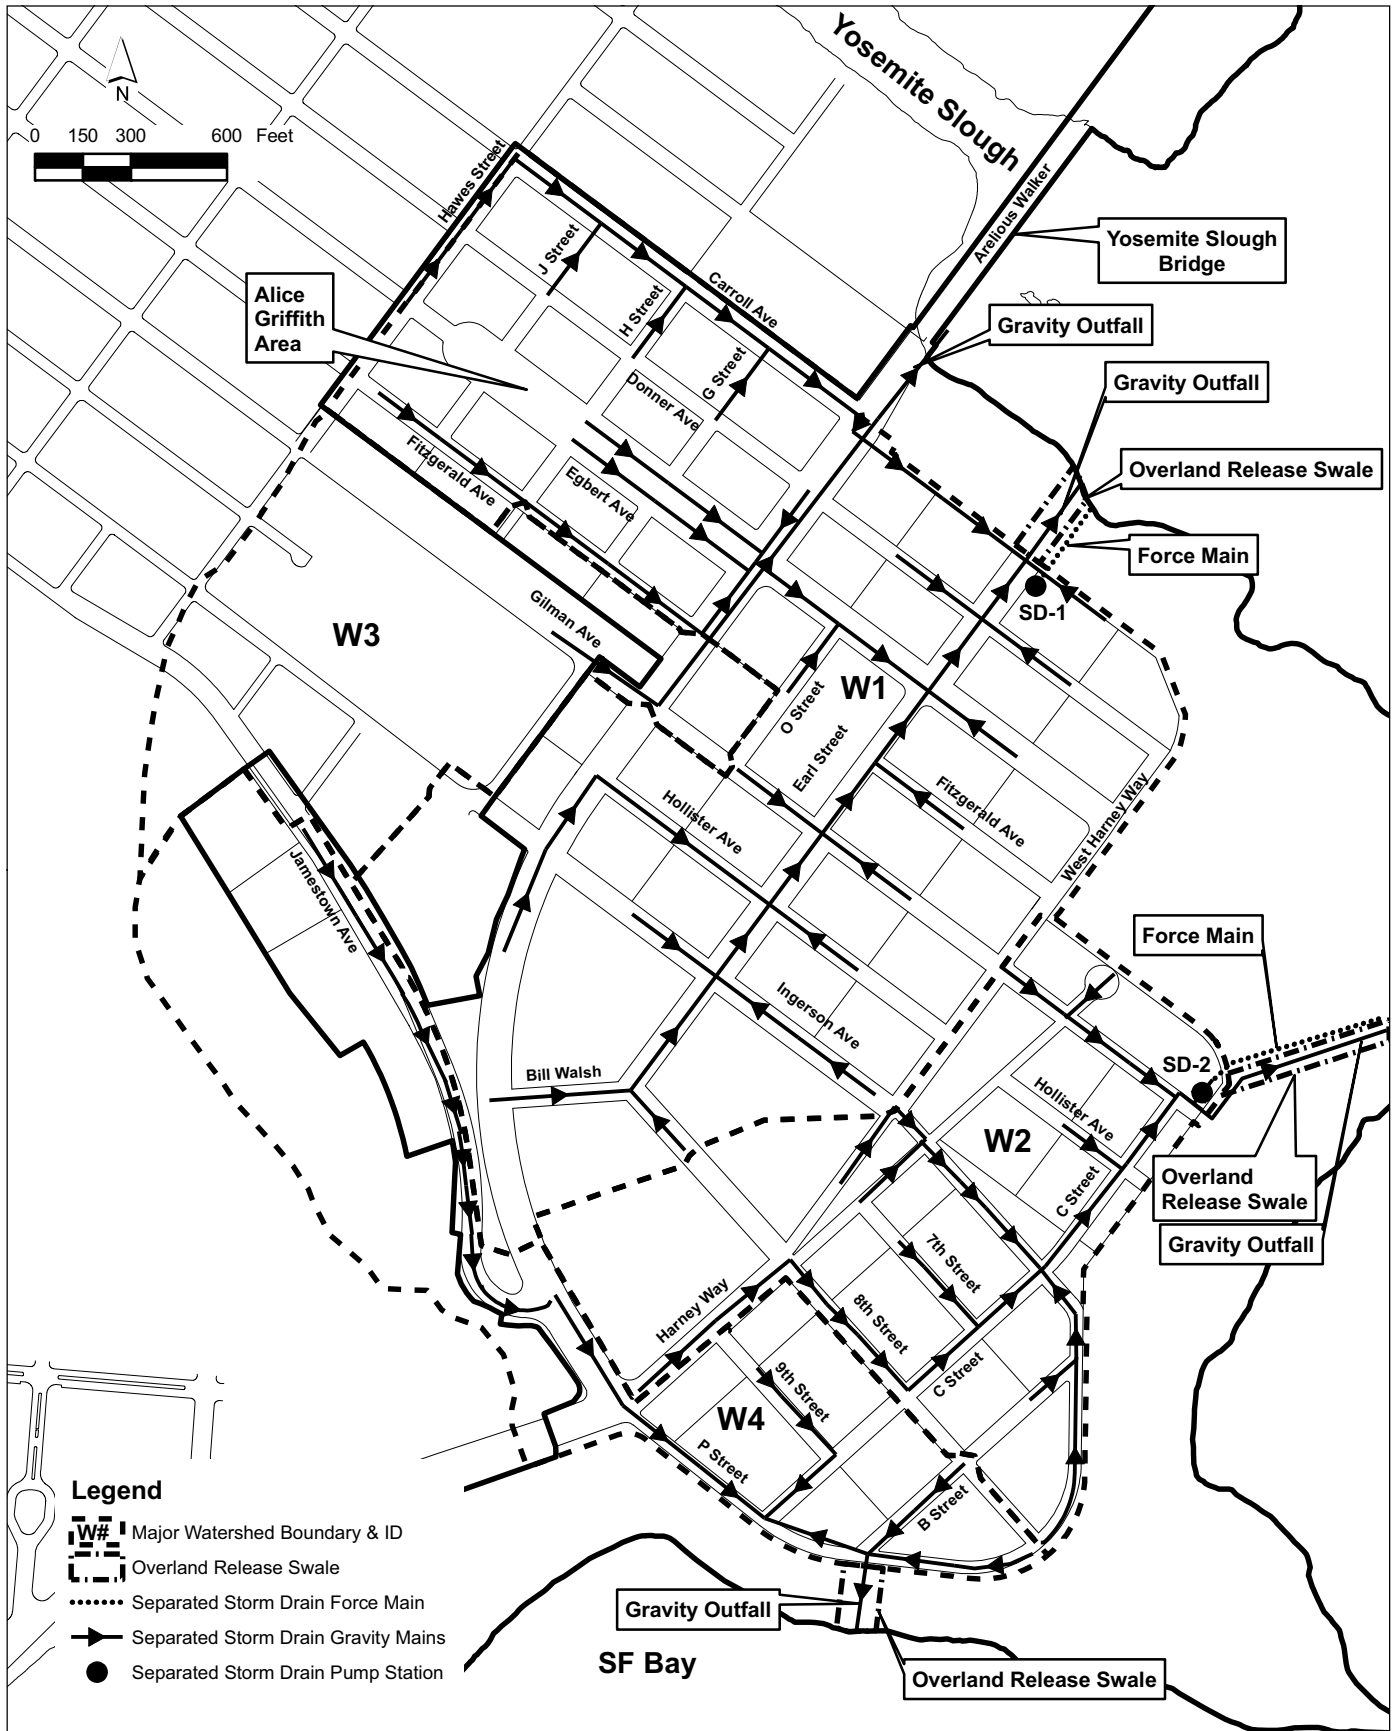 Yosemite Slough
N
0 150 300 600 Feet
Hawes Street
Arelious Walker
Yosemite Slough
Bridge
J Street
Carroll Ave
Alice
Griffith
Area
H Street
Gravity Outfall
G Street
Gravity Outfall
Donner Ave
Fitzgerald Ave
Overland Release Swale
Egbert Ave
Force Main
SD-1
Gilman Ave
W3
W1
O Street
Earl Street
Fitzgerald Ave
West Harney Way
Hollister Ave
Jamestown Ave
Force Main
Ingerson Ave
Bill Walsh
SD-2
Hollister Ave
W2
C Street
Overland
Release Swale
Gravity Outfall
7th Street
Harney Way
8th Street
C Street
9th Street
W4
P Street
B Street
Legend
W# Major Watershed Boundary & ID
Overland Release Swale
Separated Storm Drain Force Main
Separated Storm Drain Gravity Mains
Separated Storm Drain Pump Station
Gravity Outfall
SF Bay
Overland Release Swale